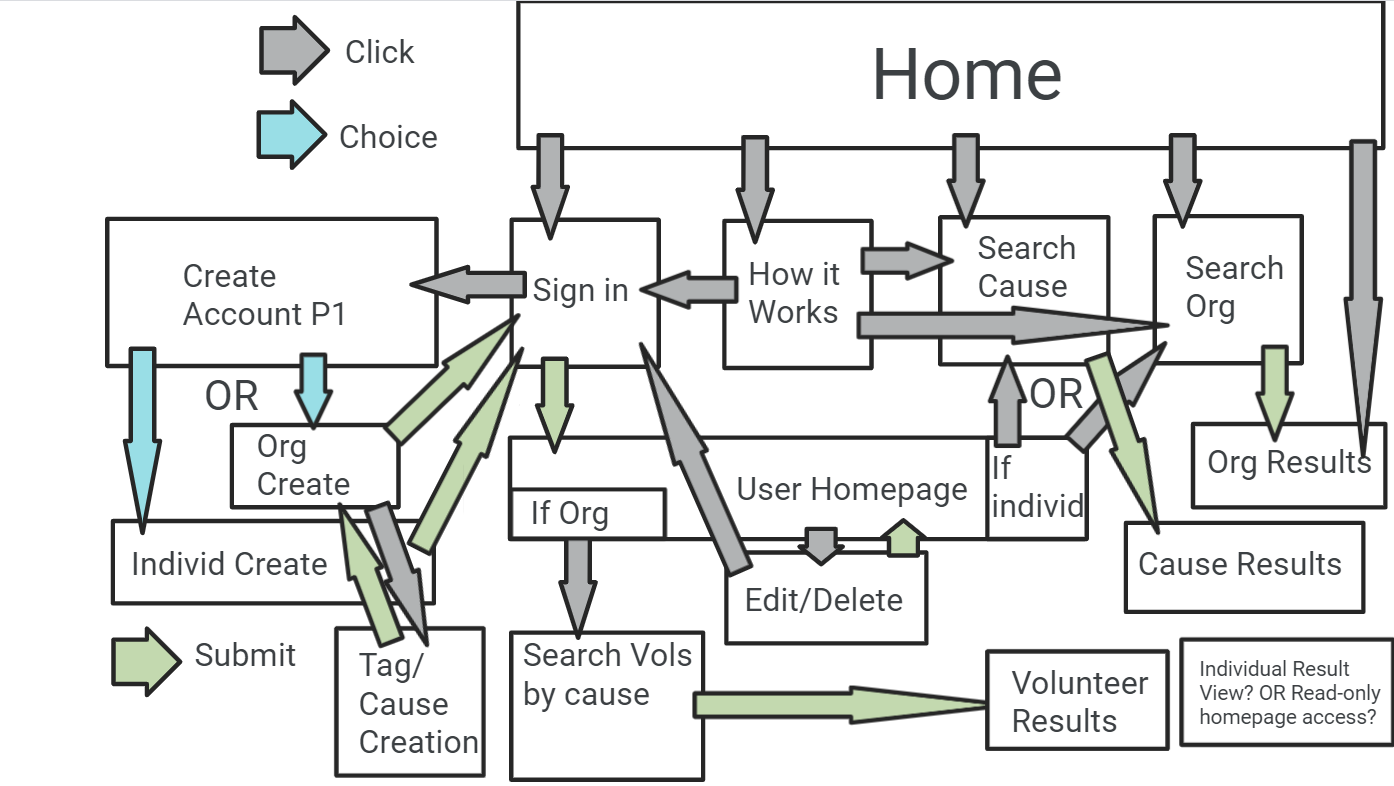 Click
Home
Choice
Create
Account P1
Sign in
How it
Works
Search
Cause
Search
Org
OR
OR
Org
Create
Org Results
If
individ
User Homepage
If Org
Individ Create
Cause Results
Edit/Delete
Submit
Tag/
Cause
Creation
Search Vols
by cause
Volunteer
Results
Individual Result
View? OR Read-only
homepage access?